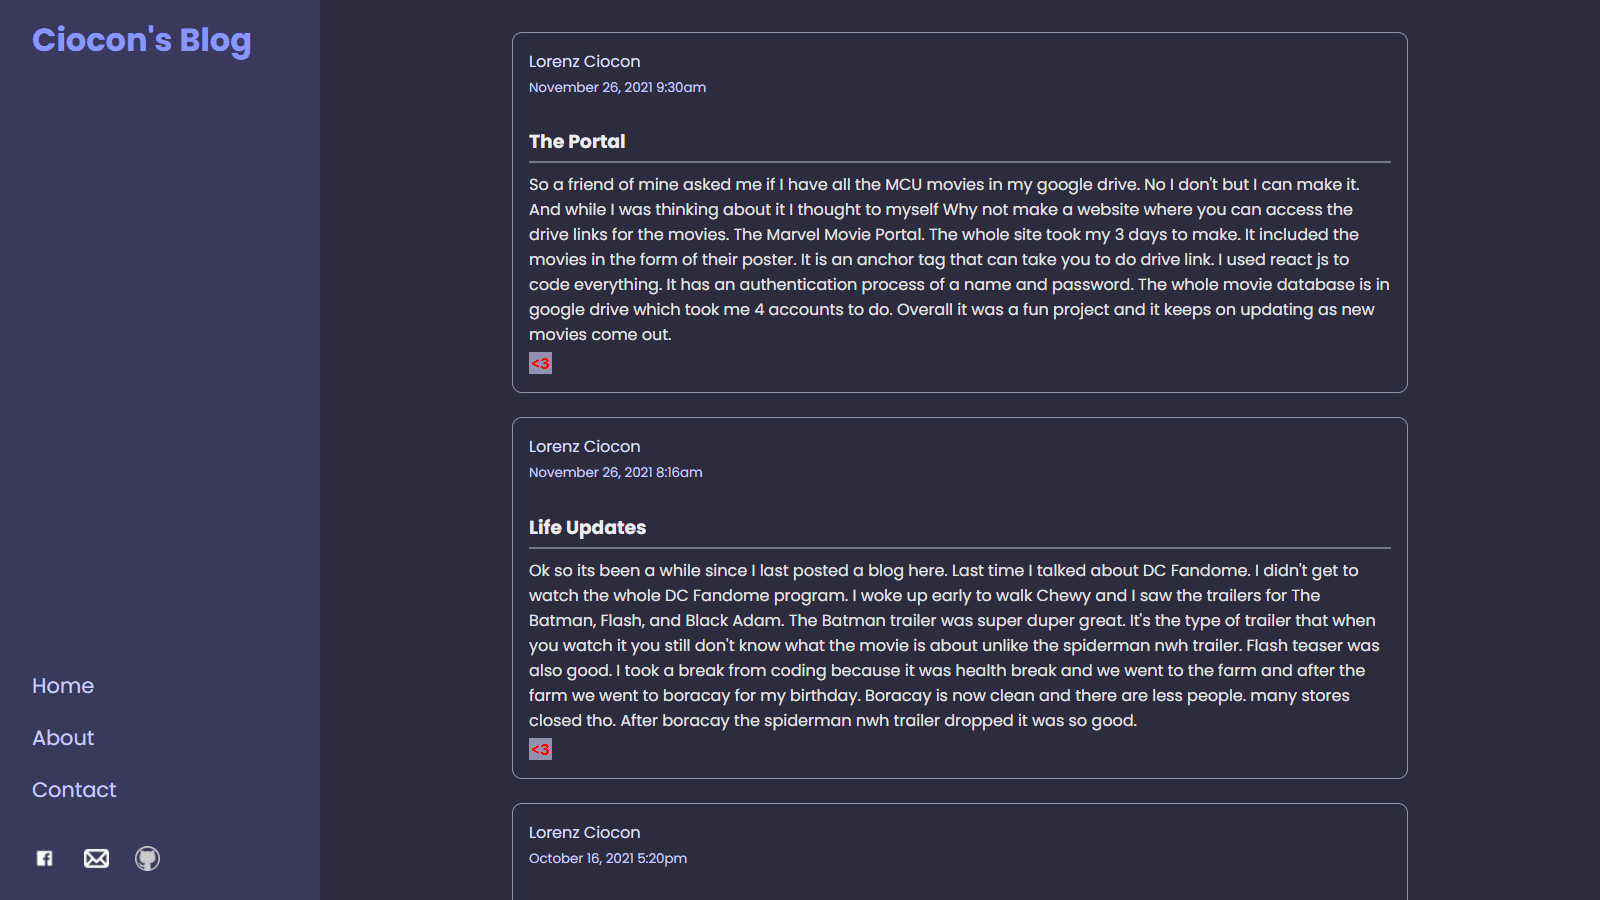 Ciocon's Blog
Home
About
Contact
Lorenz Ciocon
November 26, 2021 9:30am
The Portal
So a friend of mine asked me if I have all the MCU movies in my google drive. No I don't but I can make it.
And while I was thinking about it I thought to myself Why not make a website where you can access the
drive links for the movies. The Marvel Movie Portal. The whole site took my 3 days to make. It included the
movies in the form of their poster. It is an anchor tag that can take you to do drive link. I used react js to
code everything. It has an authentication process of a name and password. The whole movie database is in
google drive which took me 4 accounts to do. Overall it was a fun project and it keeps on updating as new
movies come out.
<3
Lorenz Ciocon
November 26, 2021 8:16am
Life Updates
Ok so its been a while since I last posted a blog here. Last time I talked about DC Fandome. I didn't get to
watch the whole DC Fandome program. I woke up early to walk Chewy and I saw the trailers for The
Batman, Flash, and Black Adam. The Batman trailer was super duper great. It's the type of trailer that when
you watch it you still don't know what the movie is about unlike the spiderman nwh trailer. Flash teaser was
also good. I took a break from coding because it was health break and we went to the farm and after the
farm we went to boracay for my birthday. Boracay is now clean and there are less people. many stores
closed tho. After boracay the spiderman nwh trailer dropped it was so good.
<3
Lorenz Ciocon
October 16, 2021 5:20pm